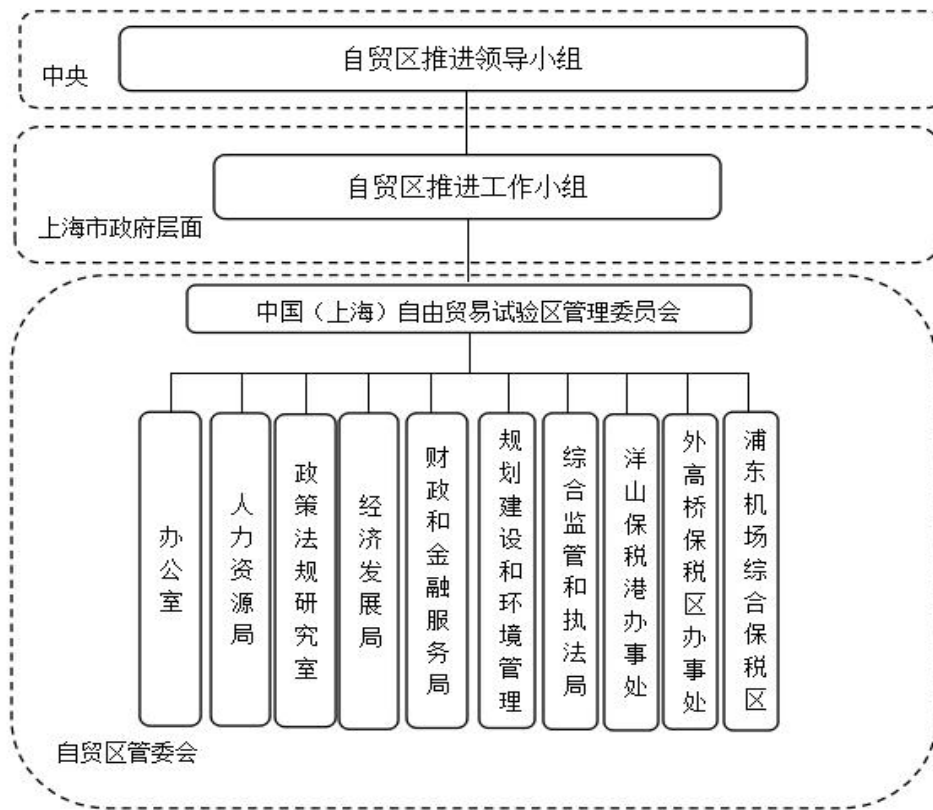 自贸区推进领导小组
中央
自贸区推进工作小组
上海市政府层面
中国（上海）自由贸易试验区管理委员会
办公室
人力资源局
政策法规研究室
经济发展局
财政和金融服务局
规划建设和环境管理
综合监管和执法局
洋山保税港办事处
外高桥保税区办事处
浦东机场综合保税区
自贸区管委会